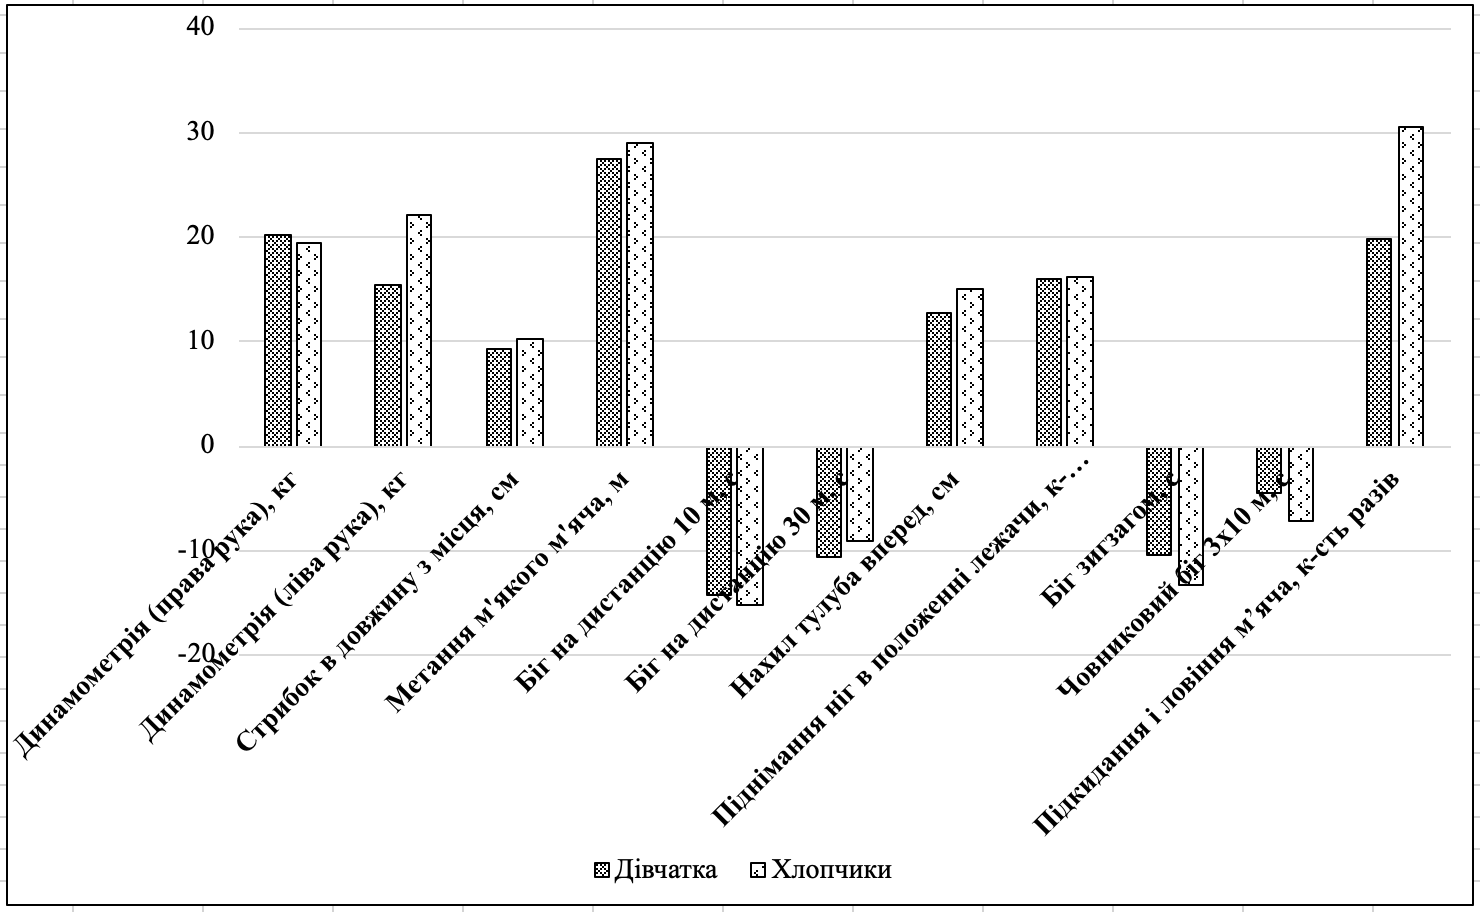 40
30
20
10
0
-10
-20
Динамометрія (права рука), кг
Динамометрія (ліва рука), кг
Стрибок в довжину з місця, см
Метання м'якого м'яча, м
Біг на дистанцію 10 м, с
Біг на дистанцію 30 м, с
Нахил тулуба вперед, см
Піднімання ніг в положенні лежачи, к-…
Біг зигзагом, с
Човниковий біг 3х10 м, с
Підкидання і ловіння м’яча, к-сть разів
Дівчатка
Хлопчики